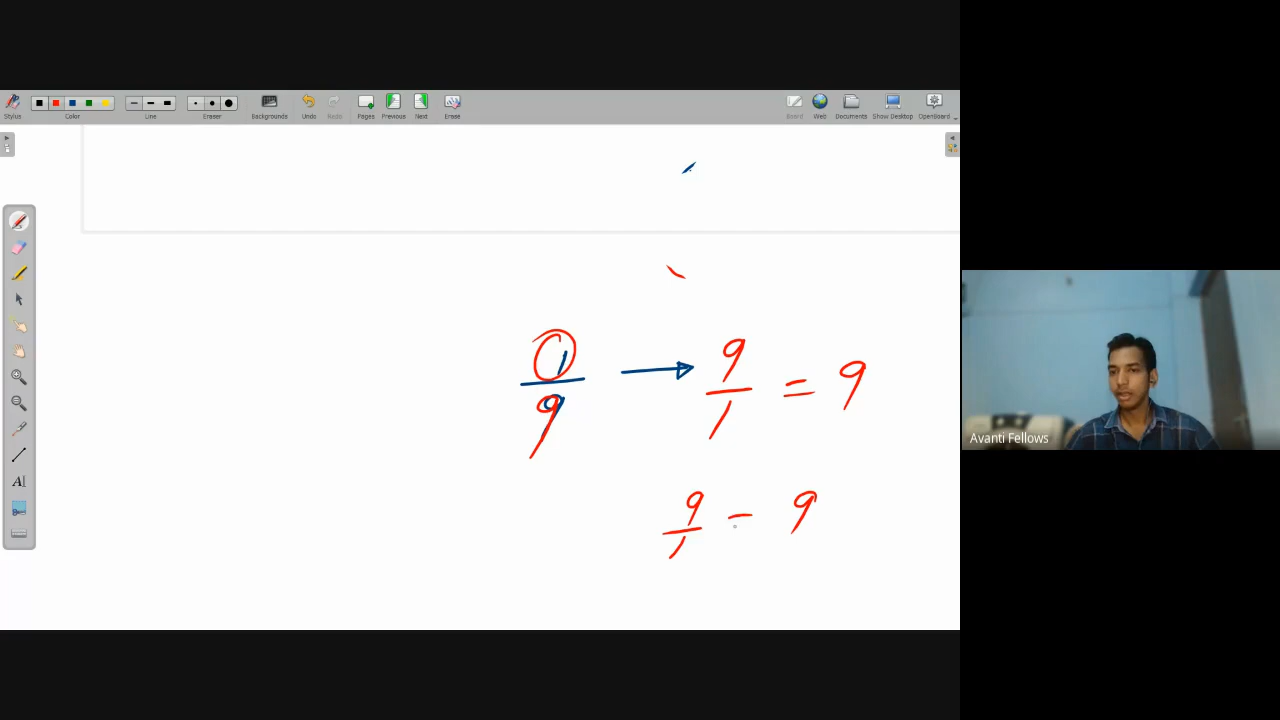 Stylus Color Line Eraser Backgrounds Undo Redo Pages Previous Next Erase Board Web Documents Show Desktop OpenBoard
1/9 → 9/1 = 9
9/1 = 9
Avanti Fellows